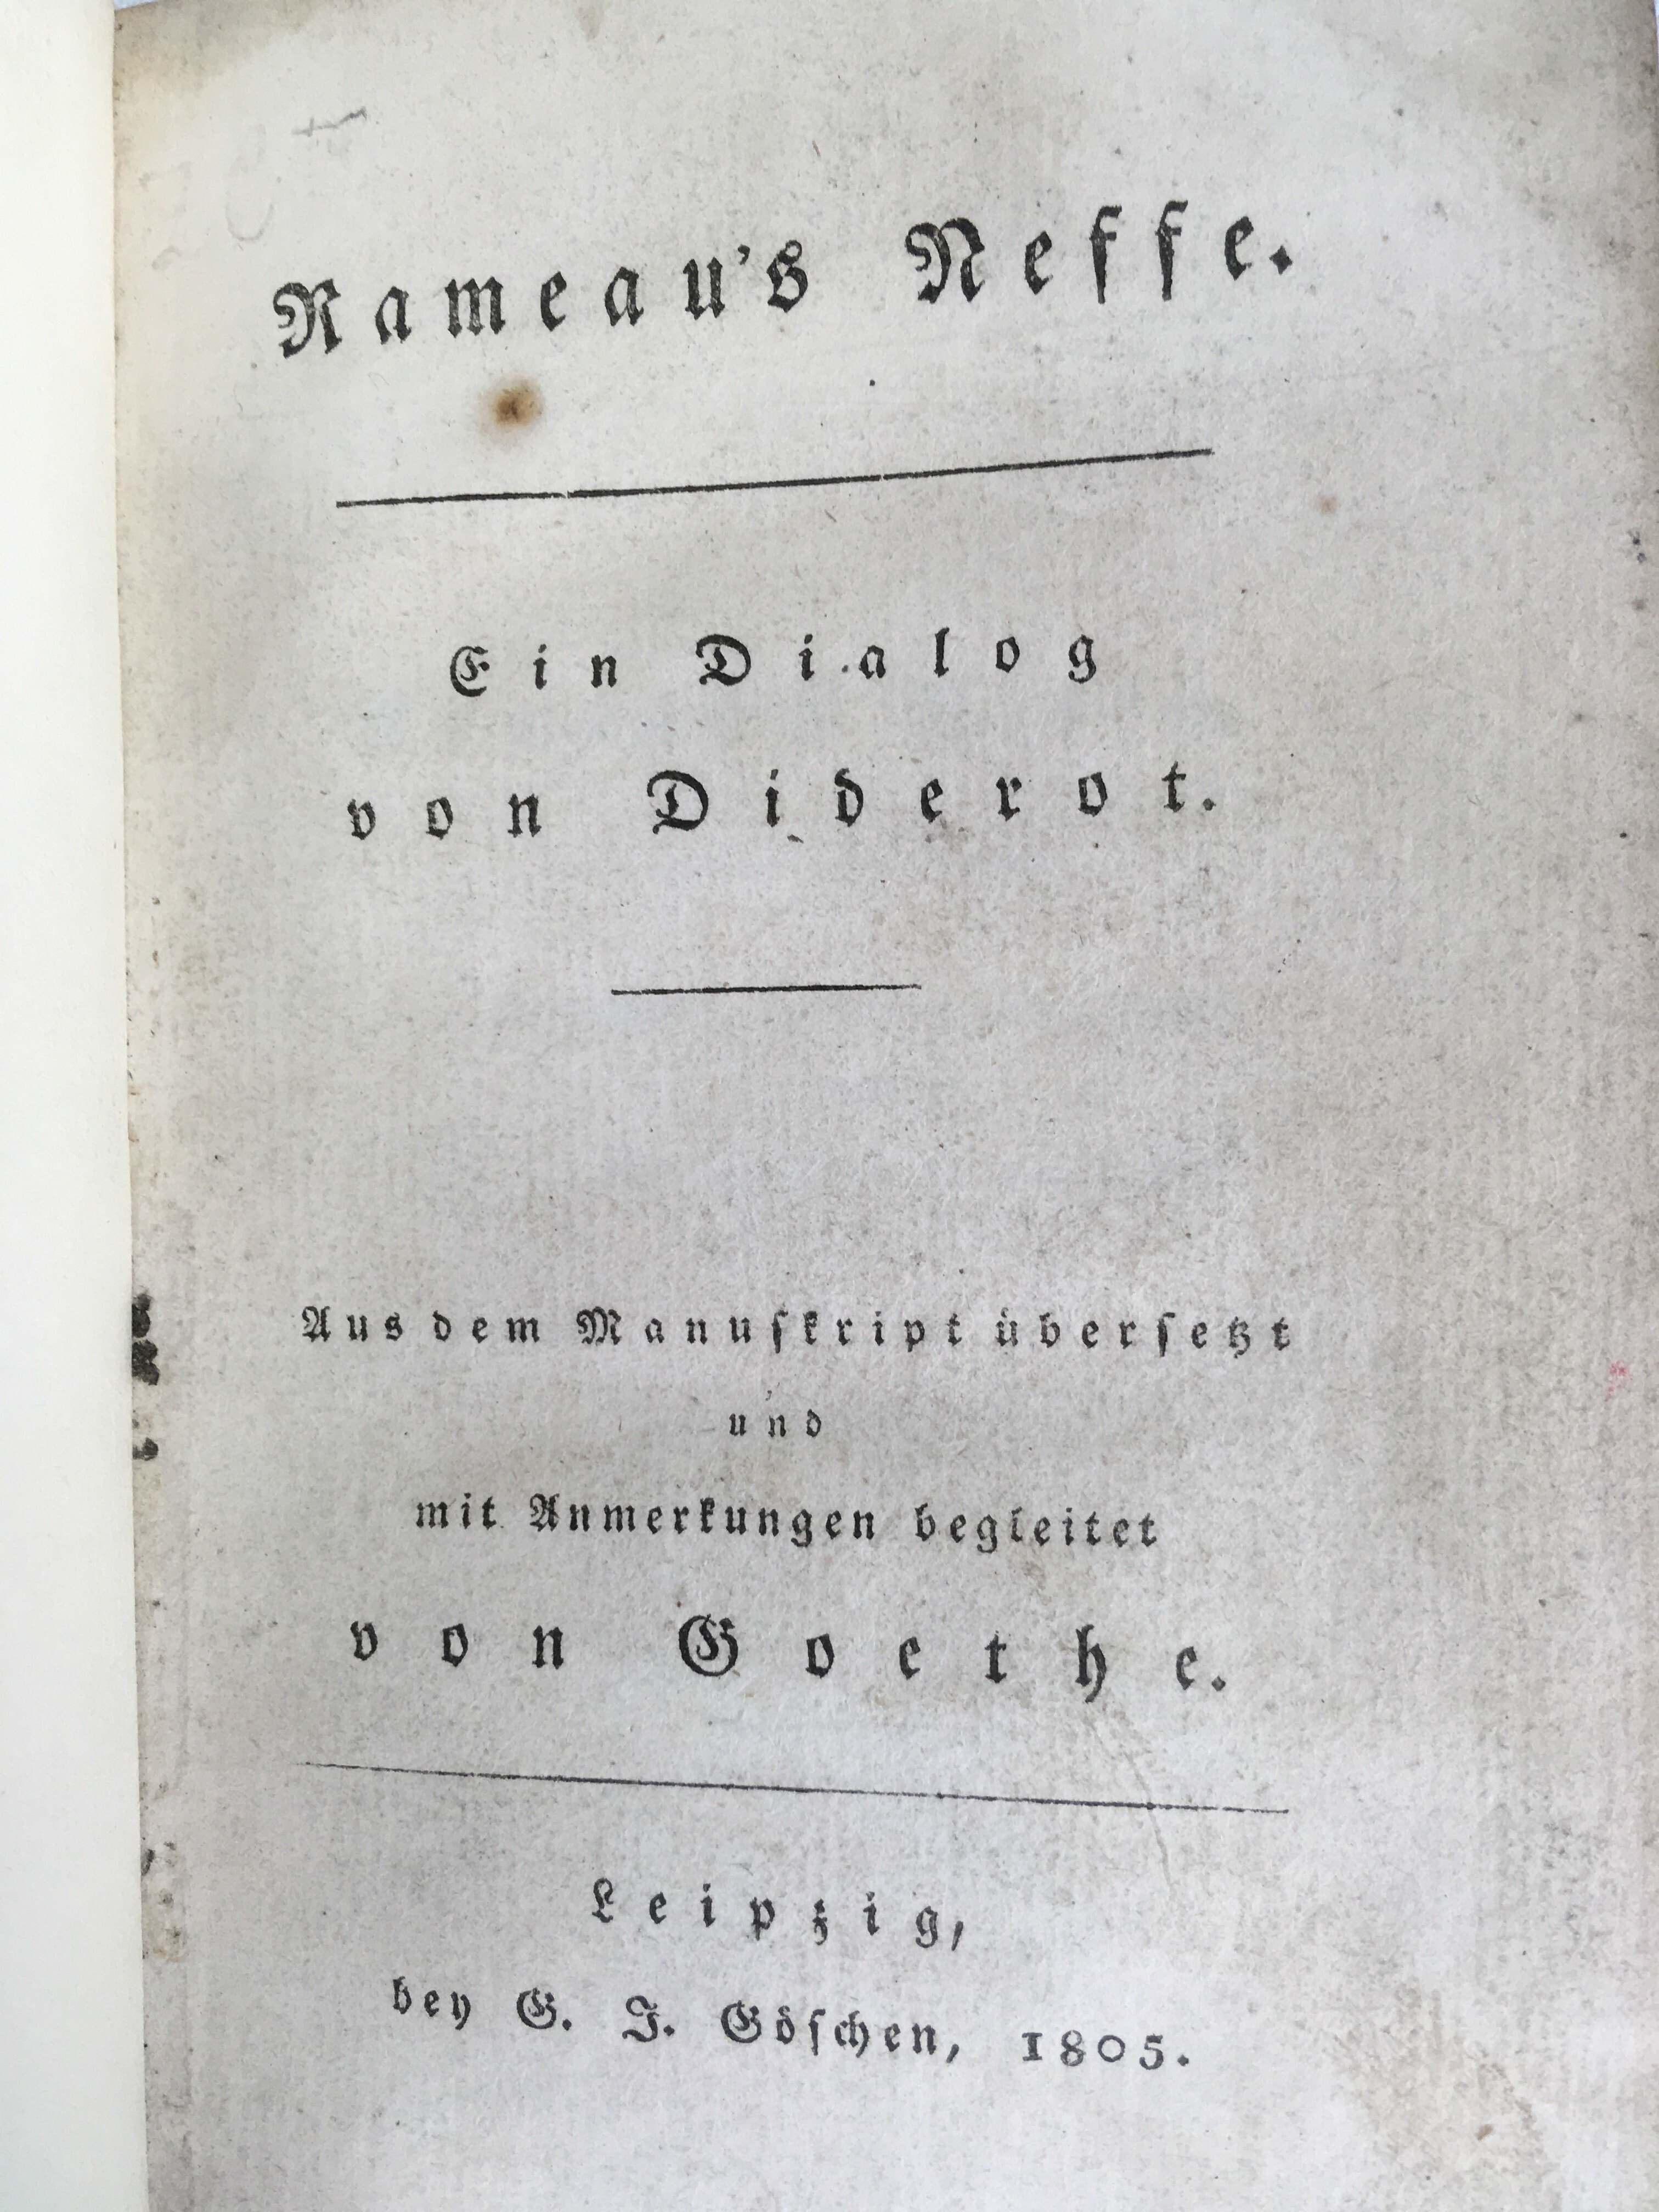 Rameau's Neffe.
Ein Dialog
von Diderot.
Aus dem Manuſkript überſetzt
und
mit Anmerkungen begleitet
von Goethe.
Leipzig,
bey G. J. Göſchen, 1805.